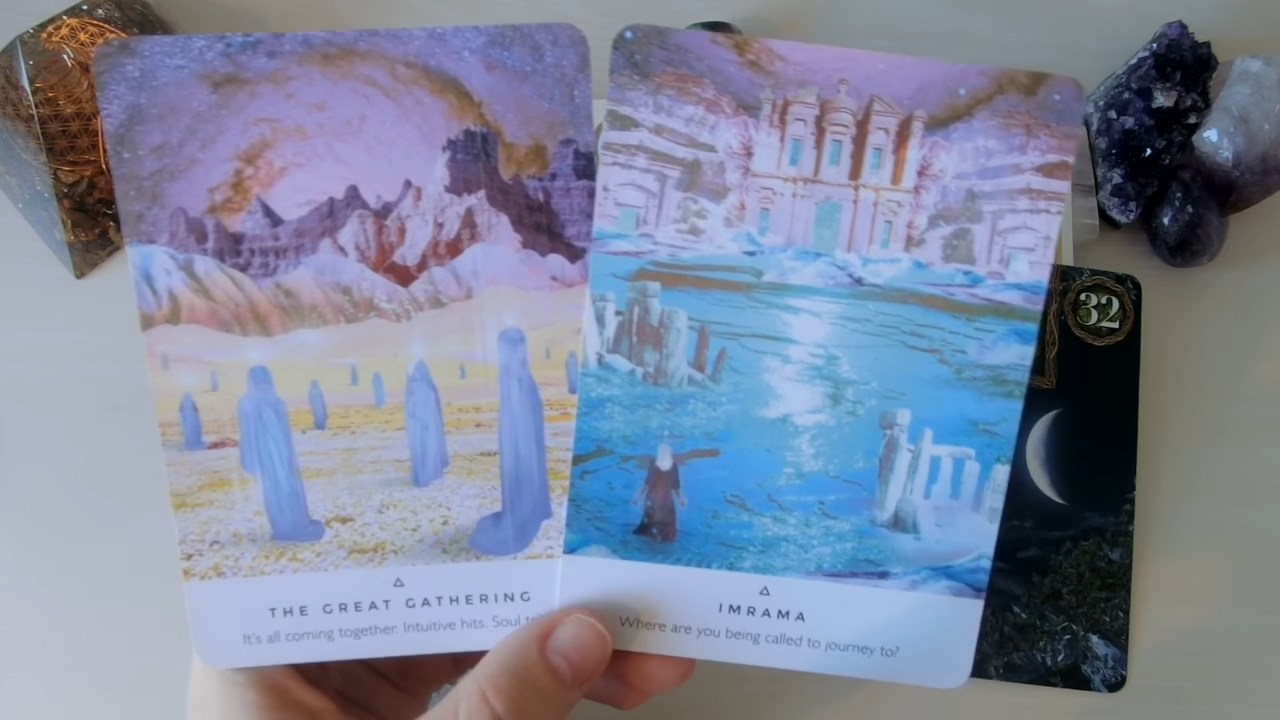 THE GREAT GATHERING
It's all coming together. Intuitive hits. Soul
IMRAMA
Where are you being called to journey to?
32